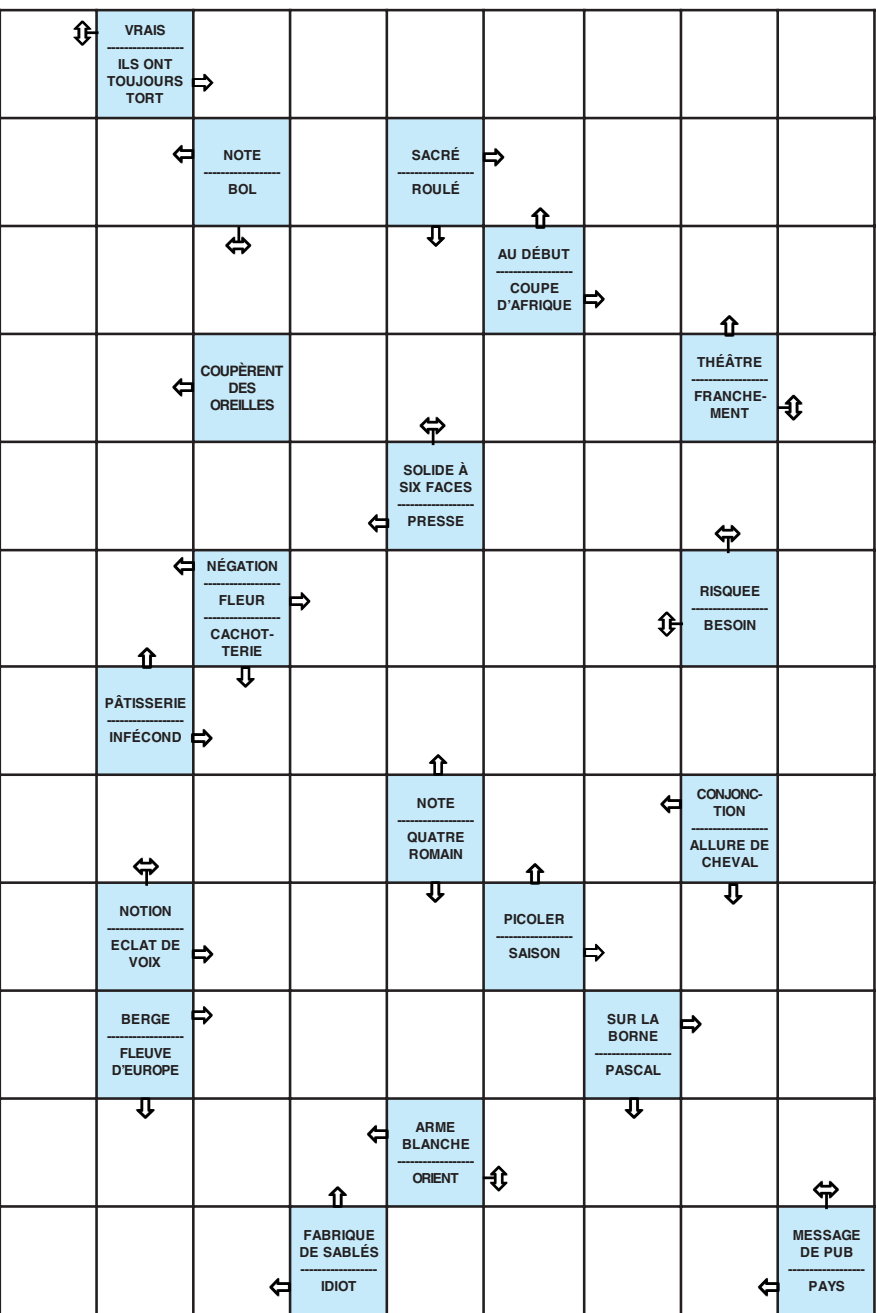 VRAIS
ILS ONT
TOUJOURS
TORT
NOTE
BOL
SACRÉ
ROULÉ
AU DÉBUT
COUPE
D'AFRIQUE
COUPÈRENT
DES
OREILLES
THÉÂTRE
FRANCHE-
MENT
SOLIDE À
SIX FACES
PRESSE
NÉGATION
FLEUR
CACHOT-
TERIE
RISQUEE
BESOIN
PÂTISSERIE
INFÉCOND
NOTE
QUATRE
ROMAIN
CONJONC-
TION
ALLURE DE
CHEVAL
NOTION
ECLAT DE
VOIX
PICOLER
SAISON
BERGE
FLEUVE
D'EUROPE
SUR LA
BORNE
PASCAL
ARME
BLANCHE
ORIENT
FABRIQUE
DE SABLÉS
IDIOT
MESSAGE
DE PUB
PAYS